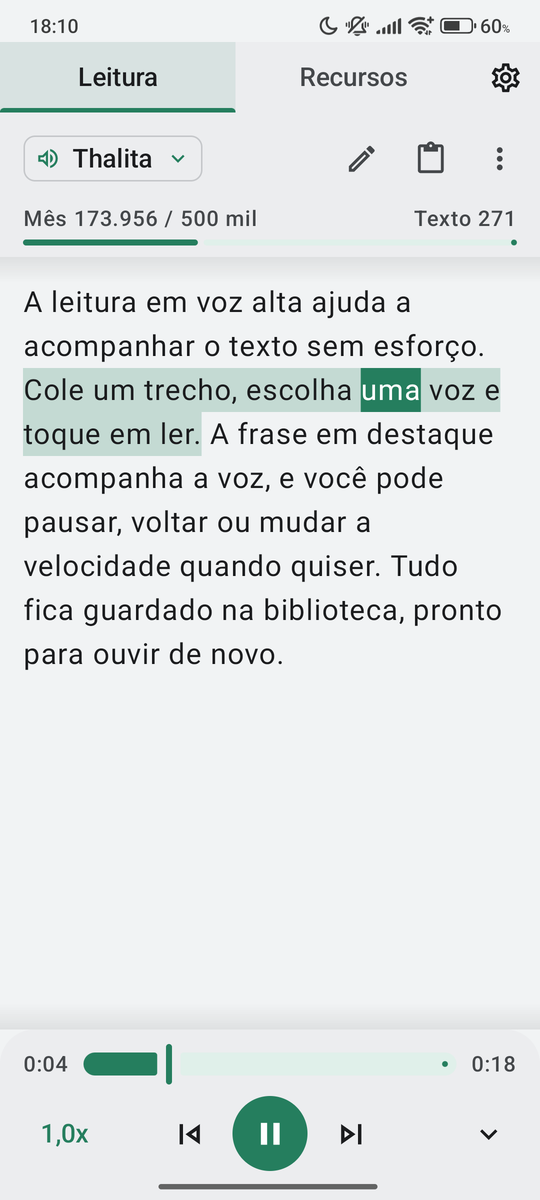 18:10
60%
Leitura
Recursos
Thalita
Mês 173.956 / 500 mil
Texto 271
A leitura em voz alta ajuda a
acompanhar o texto sem esforço.
Cole um trecho, escolha uma voz e
toque em ler. A frase em destaque
acompanha a voz, e você pode
pausar, voltar ou mudar a
velocidade quando quiser. Tudo
fica guardado na biblioteca, pronto
para ouvir de novo.
0:04
0:18
1,0x